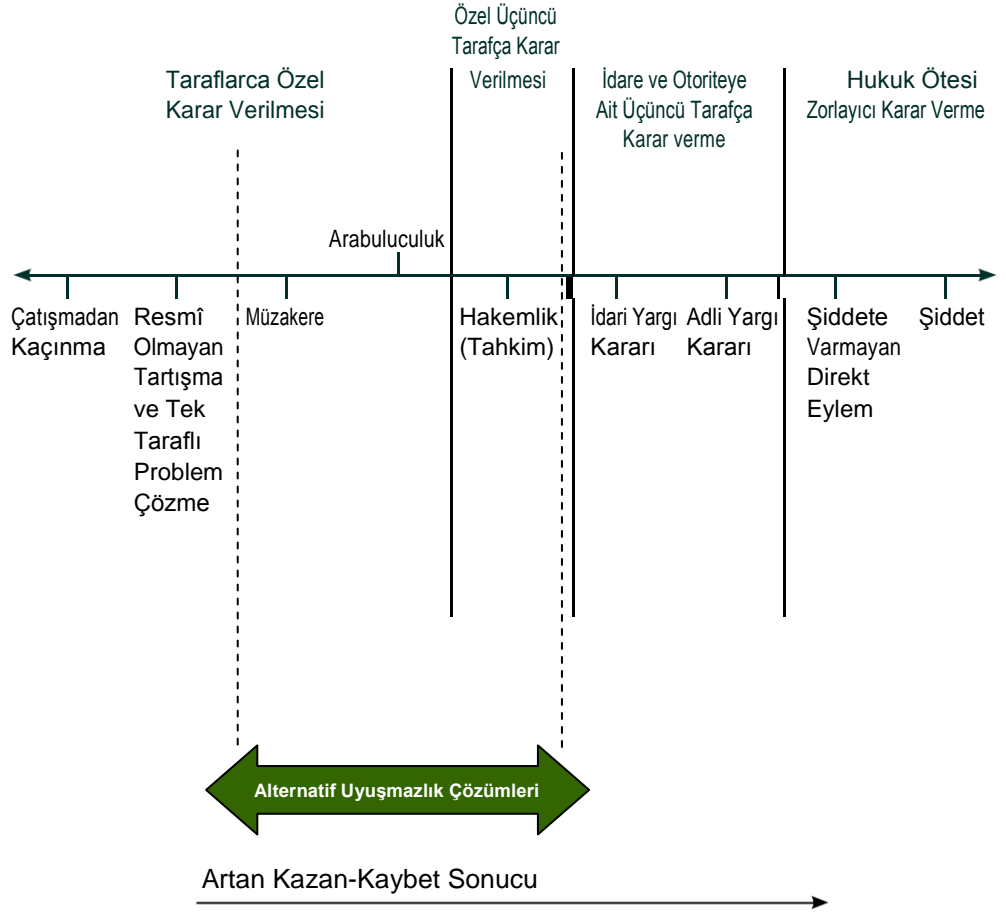 Özel Üçüncü
Tarafça Karar
Verilmesi
Taraflarca Özel
Karar Verilmesi
İdare ve Otoriteye
Ait Üçüncü Tarafça
Karar verme
Hukuk Ötesi
Zorlayıcı Karar Verme
Arabuluculuk
Çatışmadan
Kaçınma
Resmî
Olmayan
Tartışma
ve Tek
Taraflı
Problem
Çözme
Müzakere
Hakemlik
(Tahkim)
İdari Yargı
Kararı
Adli Yargı
Kararı
Şiddete
Varmayan
Direkt
Eylem
Şiddet
Alternatif Uyuşmazlık Çözümleri
Artan Kazan-Kaybet Sonucu